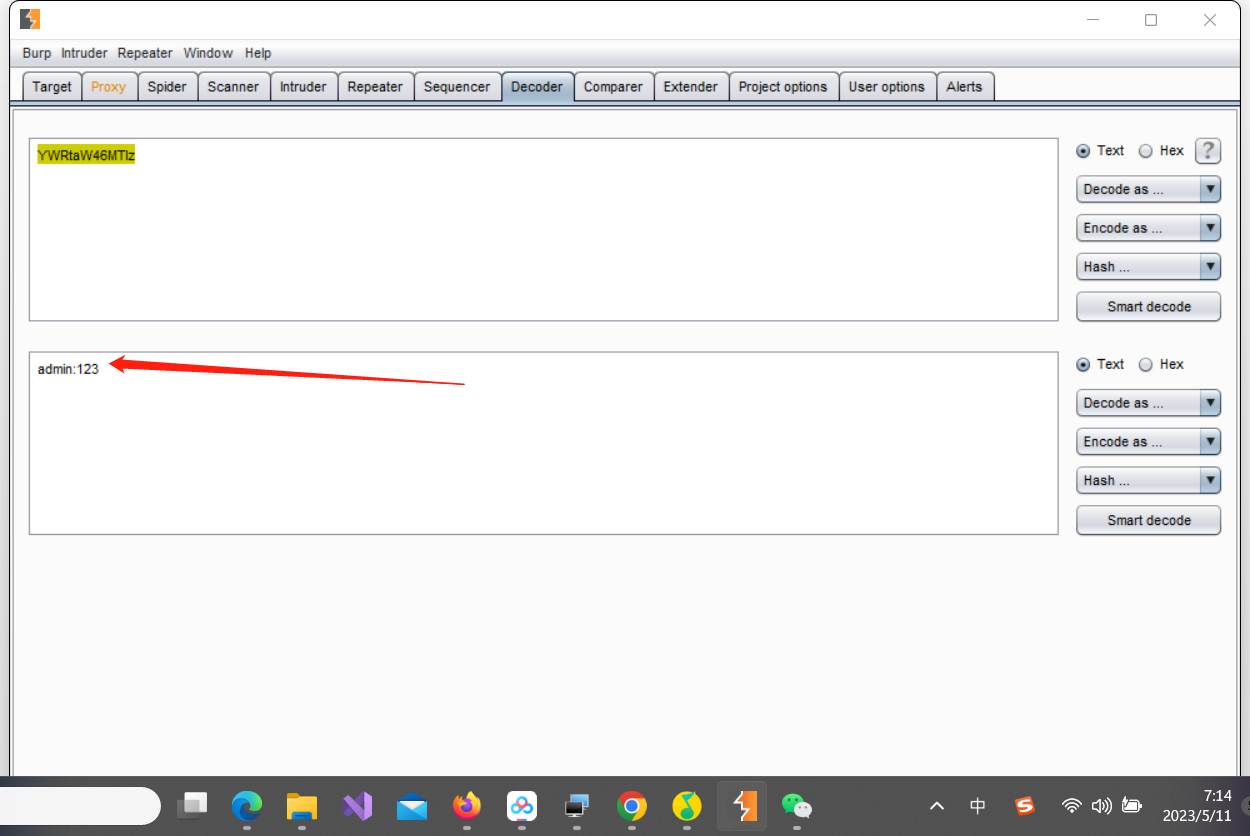 Burp Intruder Repeater Window Help
Target Proxy Spider Scanner Intruder Repeater Sequencer Decoder Comparer Extender Project options User options Alerts
YWRtaW46MTIz
Text Hex ?
Decode as ...
Encode as ...
Hash ...
Smart decode
admin:123
Text Hex
Decode as ...
Encode as ...
Hash ...
Smart decode
中
7:14
2023/5/11